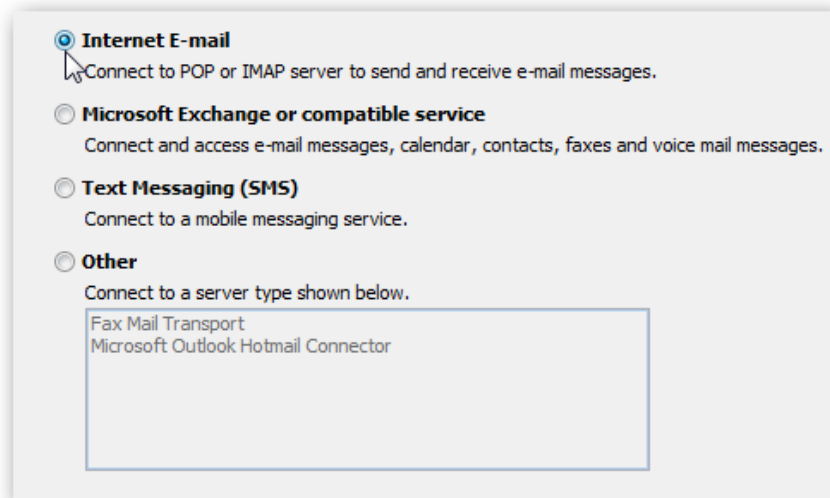 Internet E-mail
Connect to POP or IMAP server to send and receive e-mail messages.
Microsoft Exchange or compatible service
Connect and access e-mail messages, calendar, contacts, faxes and voice mail messages.
Text Messaging (SMS)
Connect to a mobile messaging service.
Other
Connect to a server type shown below.
Fax Mail Transport
Microsoft Outlook Hotmail Connector